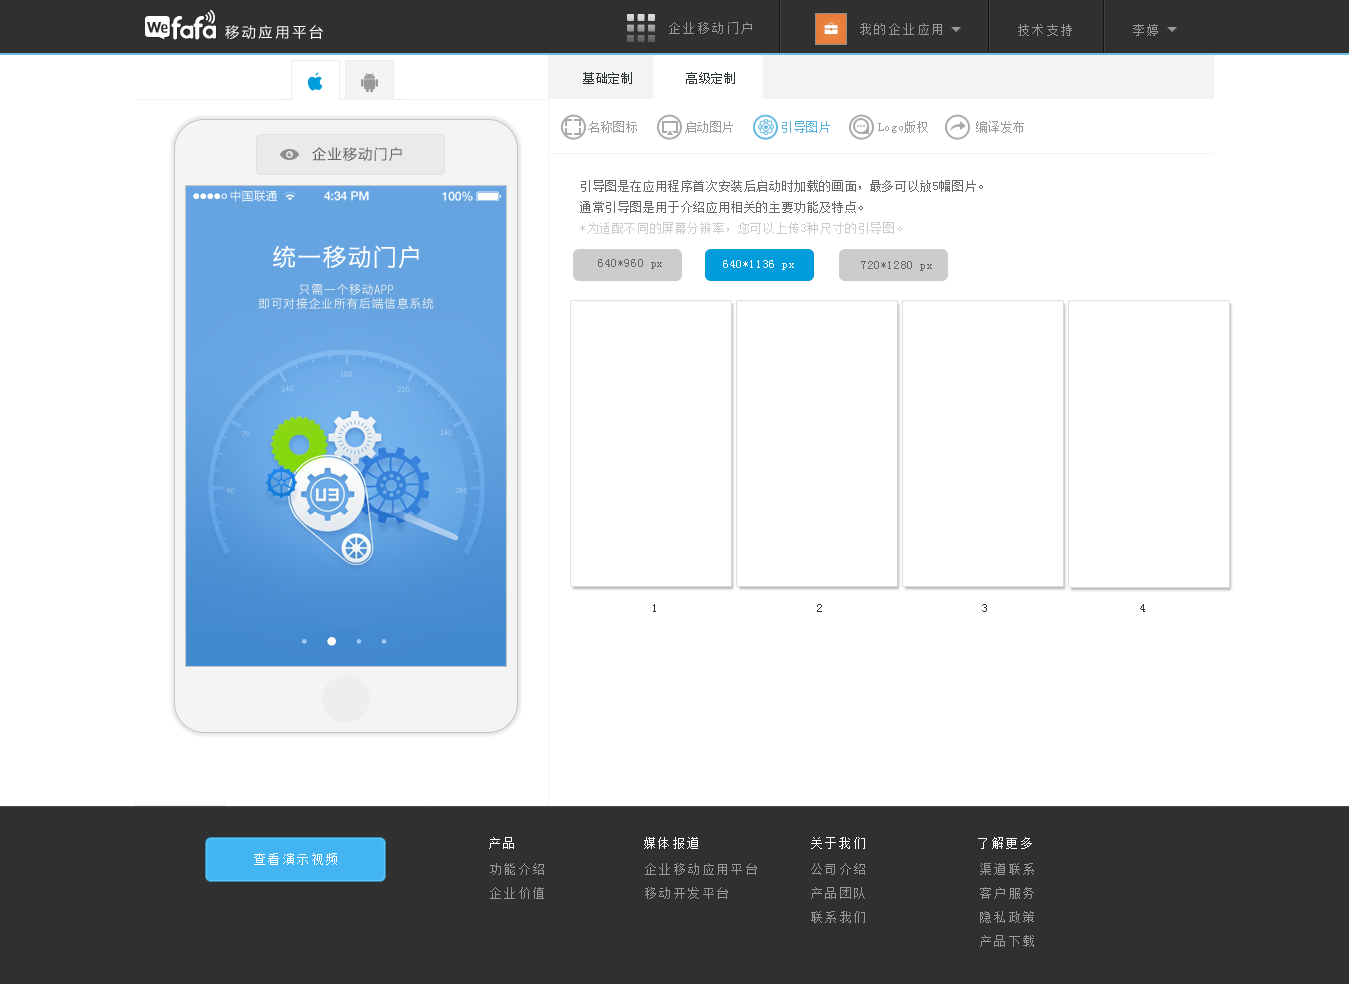 Wefafa 移动应用平台
企业移动门户
我的企业应用
技术支持
李婷
基础定制
高级定制
名称图标
启动图片
引导图片
Logo版权
编译发布
企业移动门户
中国联通
4:34 PM
100%
统一移动门户
只需一个移动APP
即可对接企业所有后端信息系统
40
70
140
180
210
240
280
U3
引导图是在应用程序首次安装后启动时加载的画面，最多可以放5幅图片。
通常引导图是用于介绍应用相关的主要功能及特点。
*为适配不同的屏幕分辨率，您可以上传3种尺寸的引导图。
640*960 px
640*1136 px
720*1280 px
1
2
3
4
查看演示视频
产品
功能介绍
企业价值
媒体报道
企业移动应用平台
移动开发平台
关于我们
公司介绍
产品团队
联系我们
了解更多
渠道联系
客户服务
隐私政策
产品下载